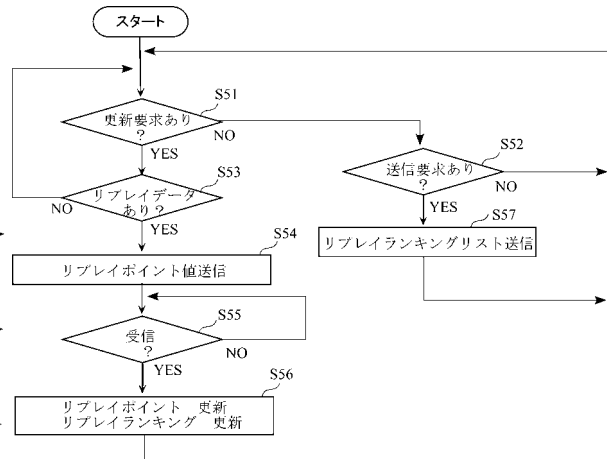 スタート
S51
更新要求あり
?
NO
YES
S52
送信要求あり
?
NO
YES
S53
リプレイデータ
あり?
NO
YES
S57
リプレイランキングリスト送信
S54
リプレイポイント値送信
S55
受信
?
NO
YES
S56
リプレイポイント 更新
リプレイランキング 更新